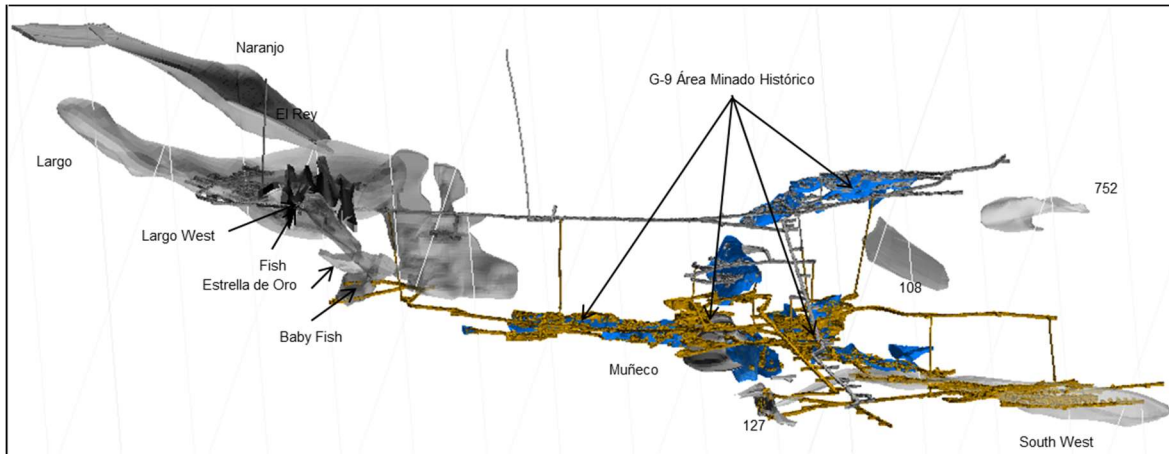 Naranjo
G-9 Área Minado Histórico
El Rey
Largo
752
Largo West
Fish
Estrella de Oro
108
Baby Fish
Muñeco
127
South West